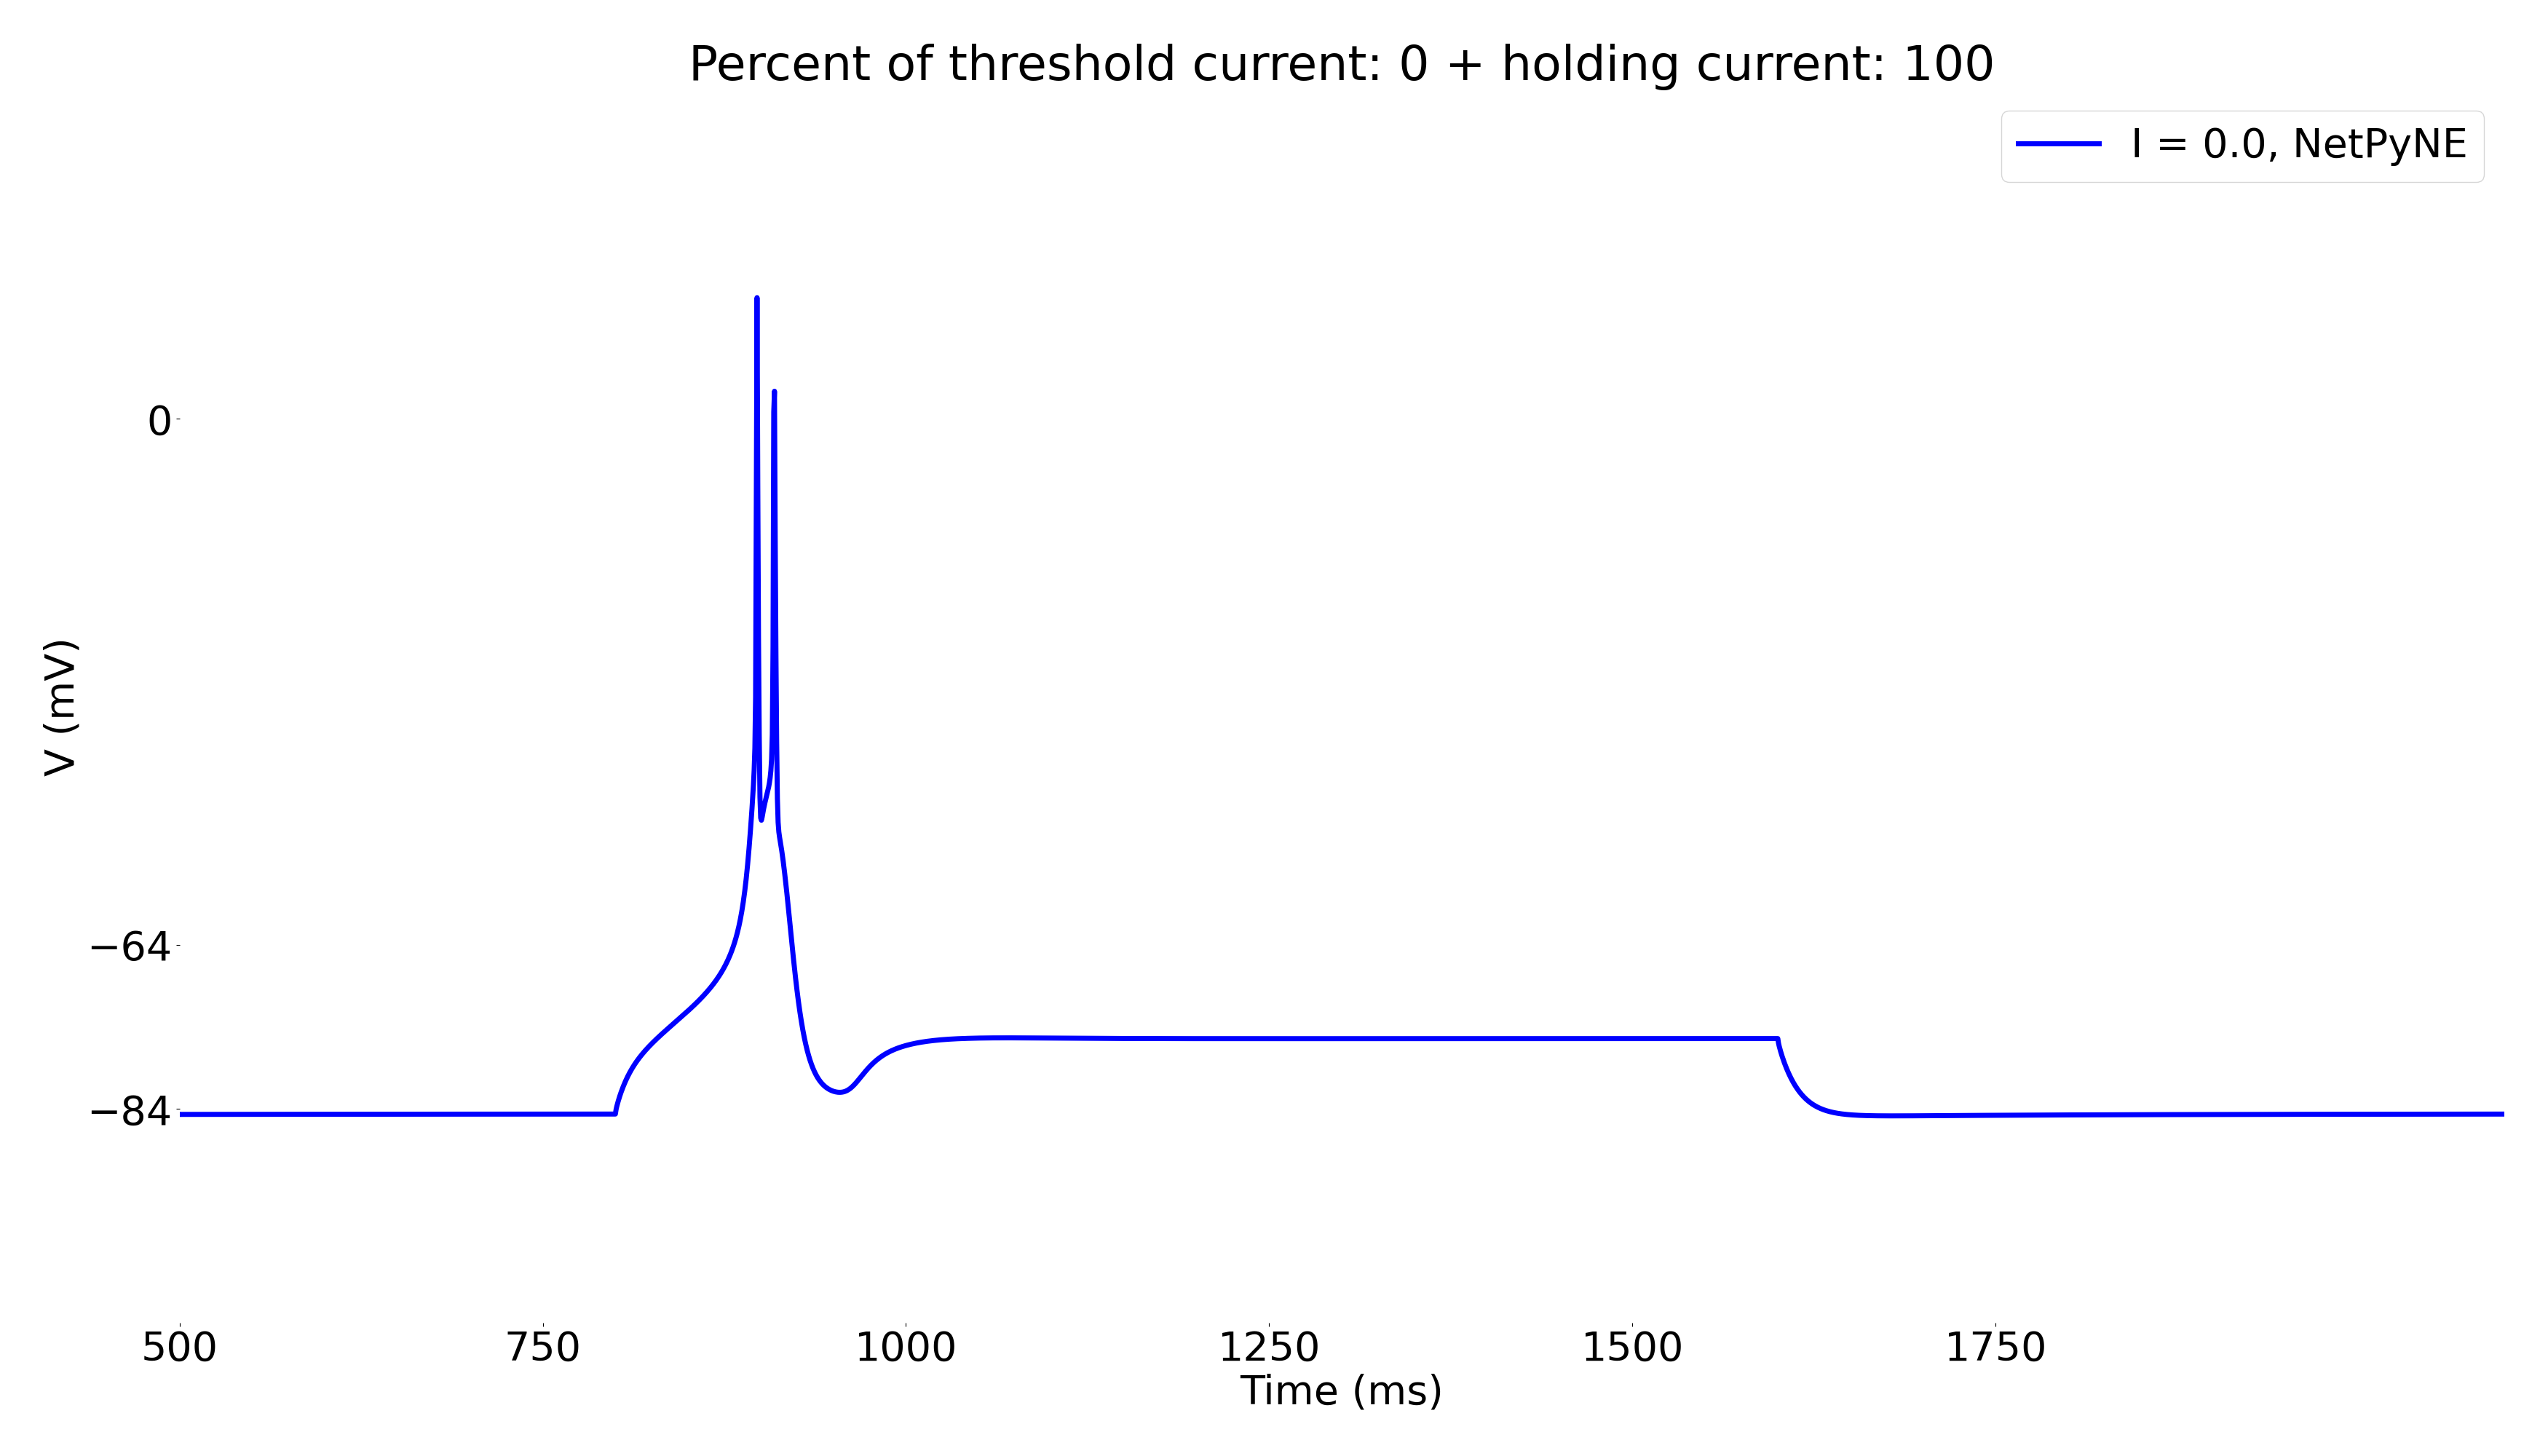 Percent of threshold current: 0 + holding current: 100
I = 0.0, NetPyNE
0
V (mV)
−64
−84
500 750 1000 1250 1500 1750
Time (ms)